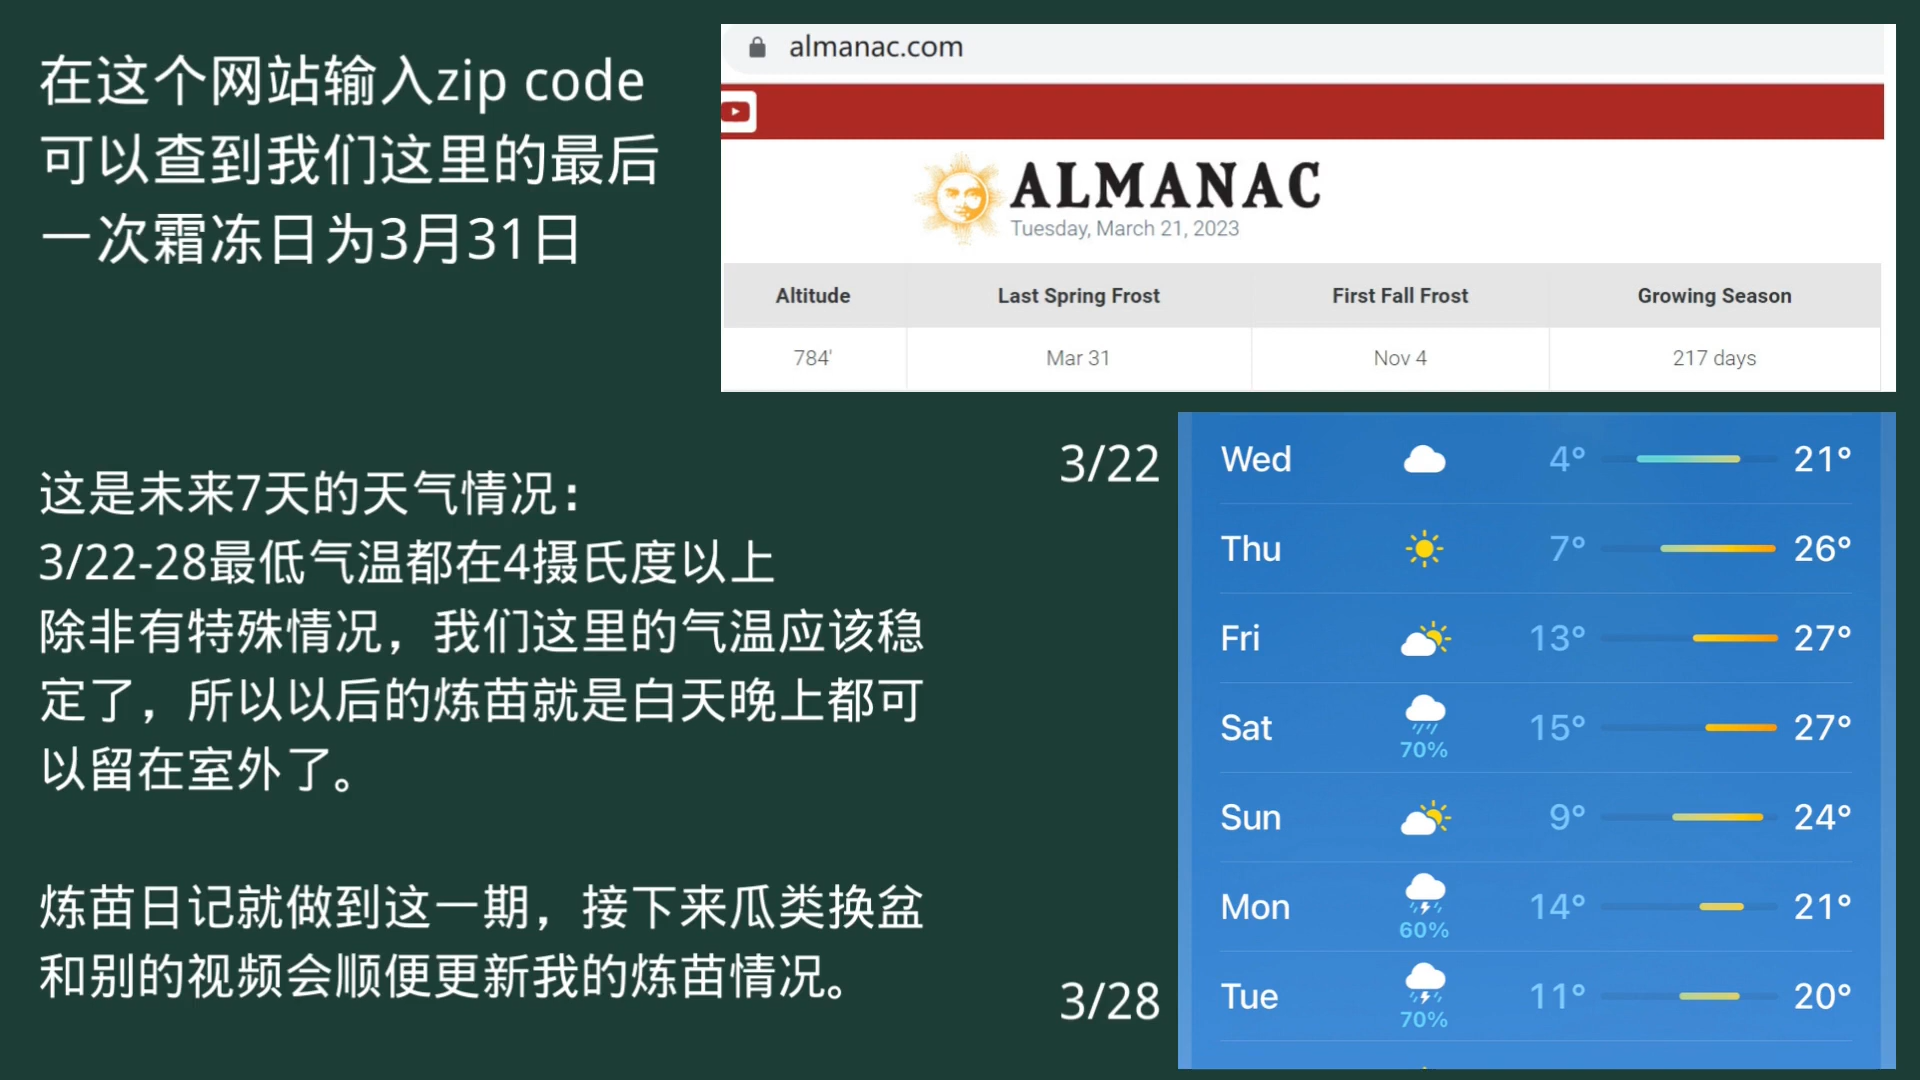 在这个网站输入zip code
可以查到我们这里的最后
一次霜冻日为3月31日
almanac.com
ALMANAC
Tuesday, March 21, 2023
Altitude Last Spring Frost First Fall Frost Growing Season
784' Mar 31 Nov 4 217 days
这是未来7天的天气情况：
3/22-28最低气温都在4摄氏度以上
除非有特殊情况，我们这里的气温应该稳
定了，所以以后的炼苗就是白天晚上都可
以留在室外了。
炼苗日记就做到这一期，接下来瓜类换盆
和别的视频会顺便更新我的炼苗情况。
3/22
Wed 4° 21°
Thu 7° 26°
Fri 13° 27°
Sat 70% 15° 27°
Sun 9° 24°
Mon 60% 14° 21°
3/28
Tue 70% 11° 20°